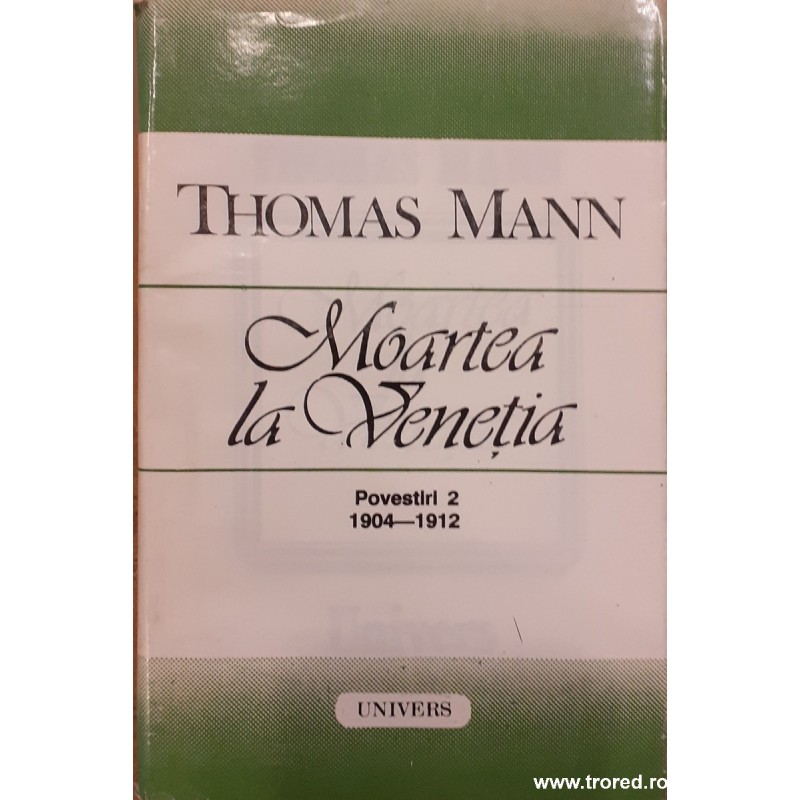 THOMAS MANN
Moartea
la Veneția
Povestiri 2
1904—1912
UNIVERS
www.trored.ro